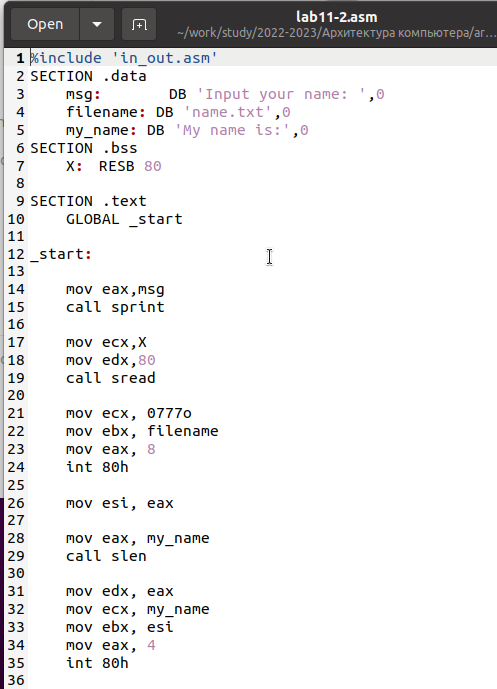 Open
lab11-2.asm
~/work/study/2022-2023/Архитектура компьютера/ar...
1 %include 'in_out.asm'
2 SECTION .data
3     msg:        DB 'Input your name: ',0
4     filename: DB 'name.txt',0
5     my_name: DB 'My name is:',0
6 SECTION .bss
7     X:  RESB 80
8
9 SECTION .text
10     GLOBAL _start
11
12 _start:
13
14     mov eax,msg
15     call sprint
16
17     mov ecx,X
18     mov edx,80
19     call sread
20
21     mov ecx, 0777o
22     mov ebx, filename
23     mov eax, 8
24     int 80h
25
26     mov esi, eax
27
28     mov eax, my_name
29     call slen
30
31     mov edx, eax
32     mov ecx, my_name
33     mov ebx, esi
34     mov eax, 4
35     int 80h
36